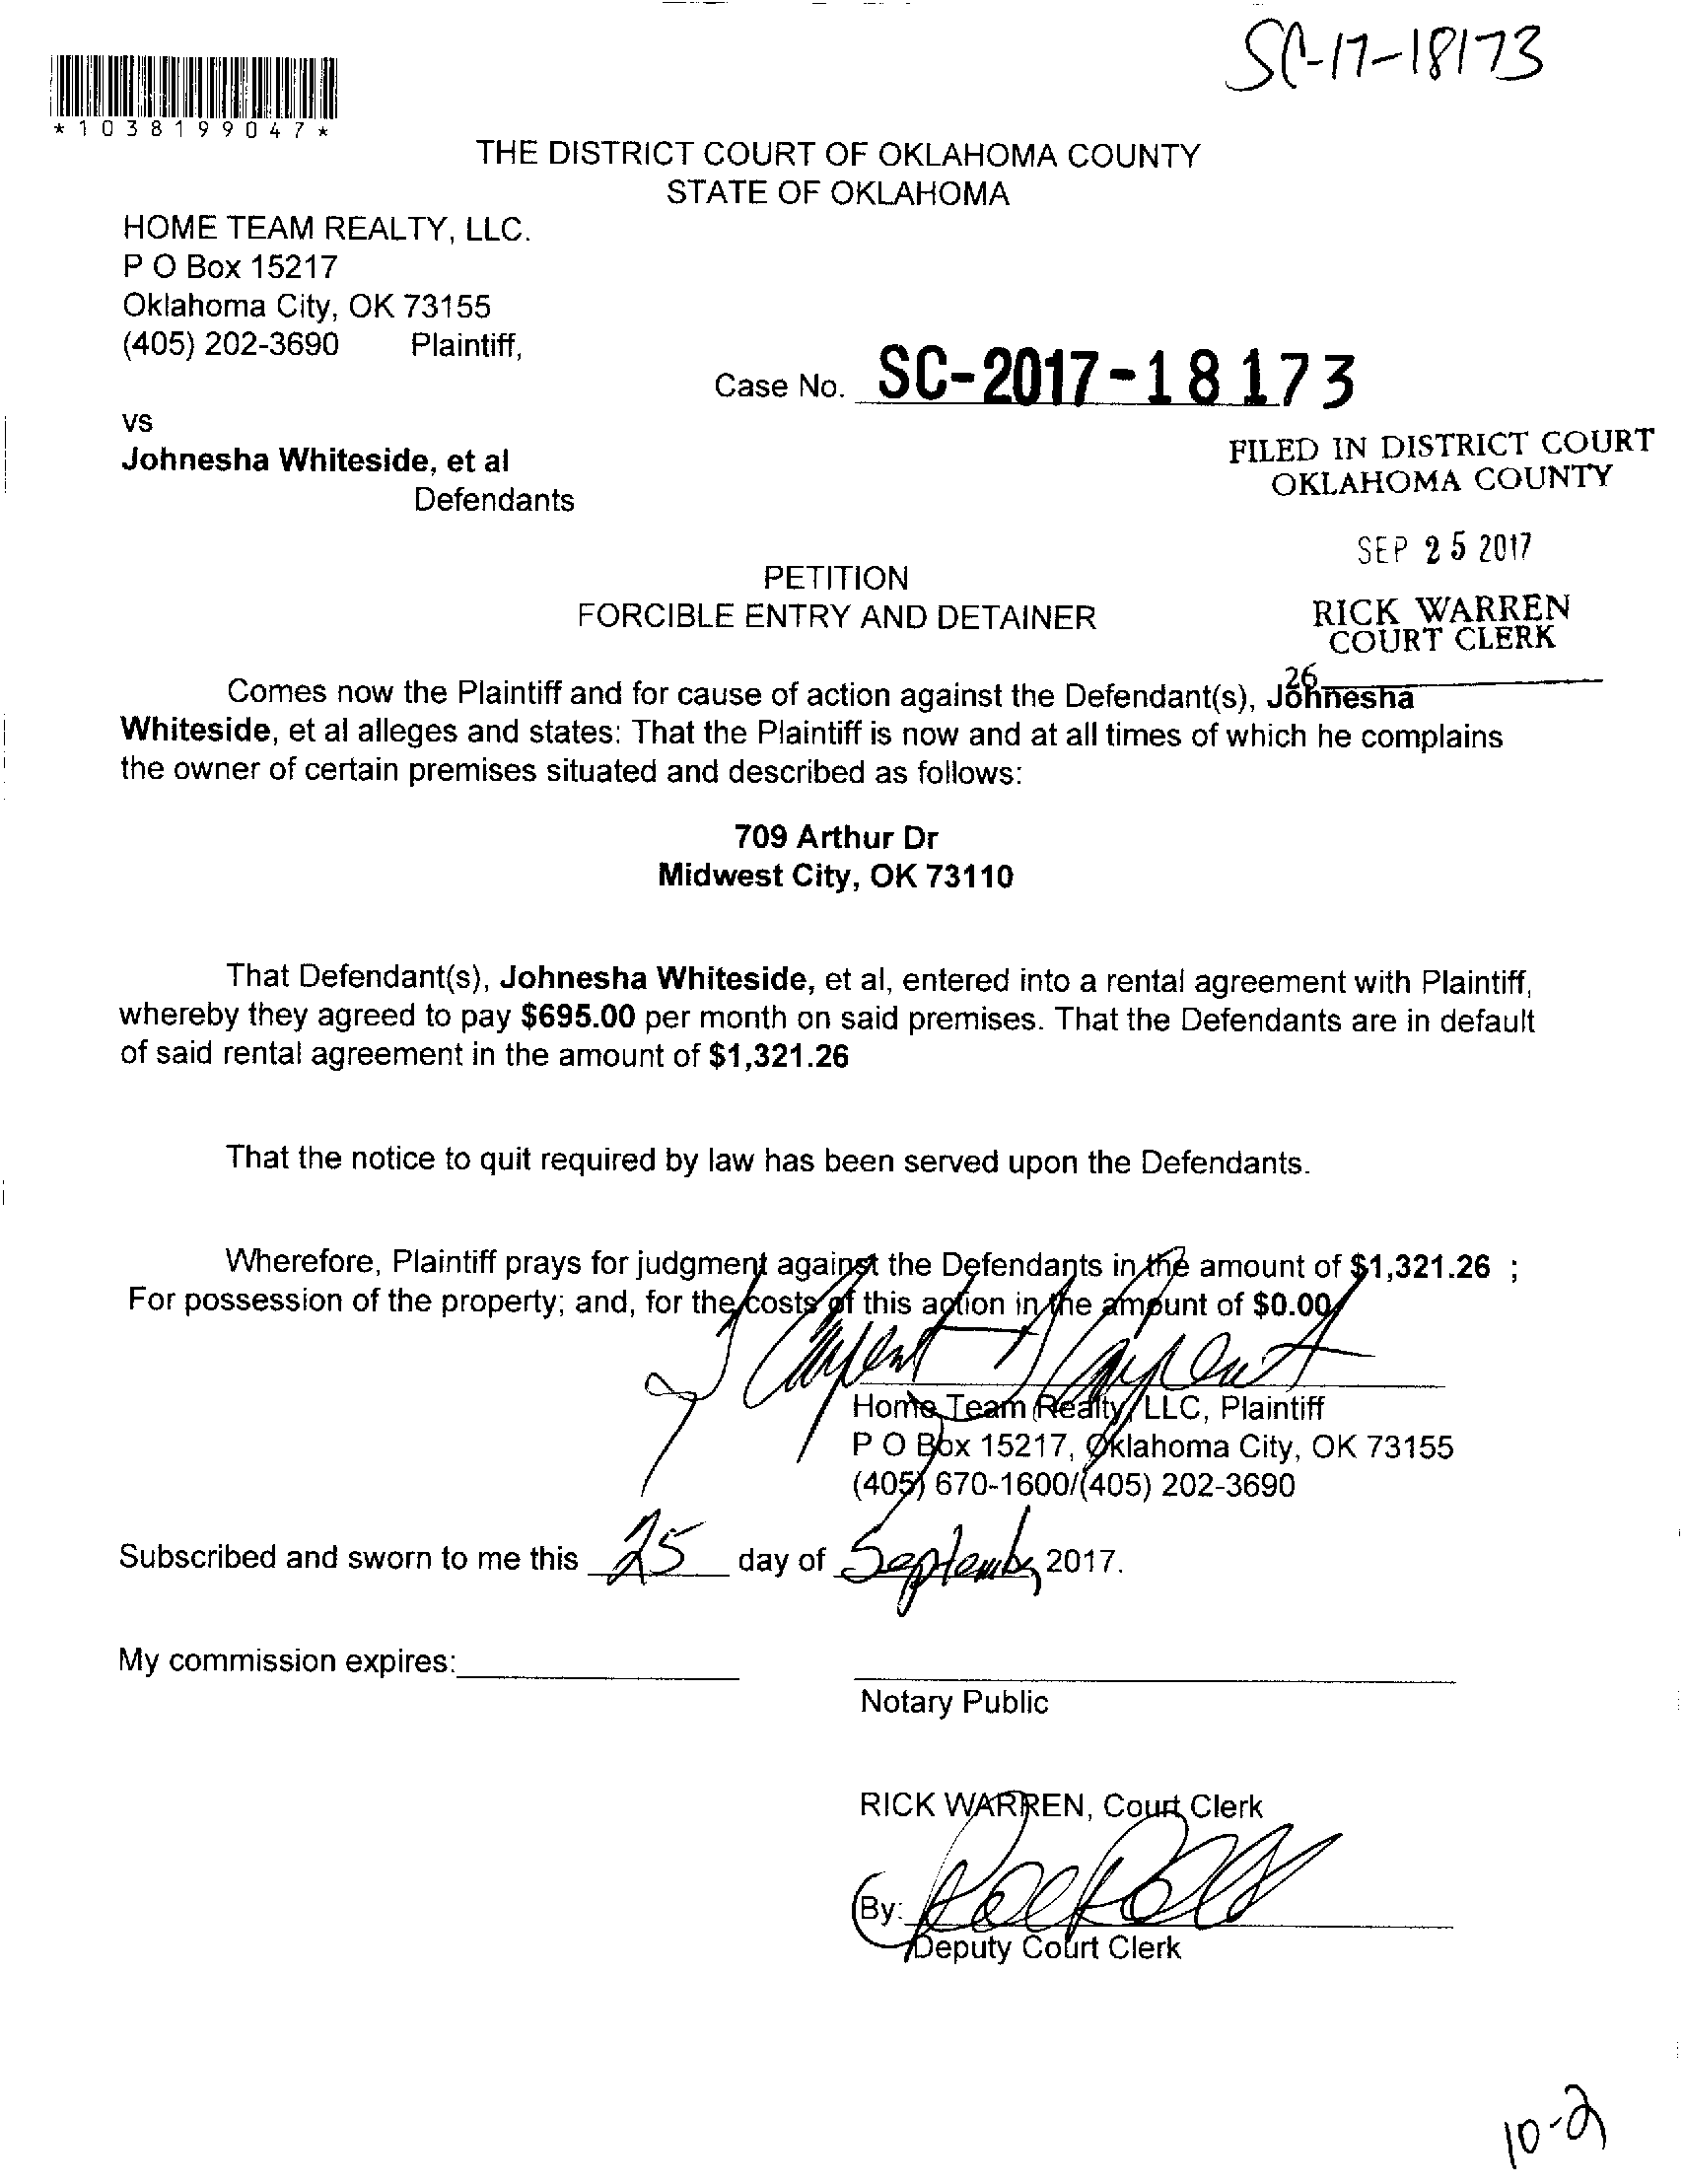 SC-17-18173
*1038199047*
THE DISTRICT COURT OF OKLAHOMA COUNTY
STATE OF OKLAHOMA
HOME TEAM REALTY, LLC.
P O Box 15217
Oklahoma City, OK 73155
(405) 202-3690 Plaintiff,
Case No. SC-2017-18173
vs
Johnesha Whiteside, et al
Defendants
FILED IN DISTRICT COURT
OKLAHOMA COUNTY
SEP 25 2017
RICK WARREN
COURT CLERK
26
PETITION
FORCIBLE ENTRY AND DETAINER
Comes now the Plaintiff and for cause of action against the Defendant(s), Johnesha
Whiteside, et al alleges and states: That the Plaintiff is now and at all times of which he complains
the owner of certain premises situated and described as follows:
709 Arthur Dr
Midwest City, OK 73110
That Defendant(s), Johnesha Whiteside, et al, entered into a rental agreement with Plaintiff,
whereby they agreed to pay $695.00 per month on said premises. That the Defendants are in default
of said rental agreement in the amount of $1,321.26
That the notice to quit required by law has been served upon the Defendants.
Wherefore, Plaintiff prays for judgment against the Defendants in the amount of $1,321.26 ;
For possession of the property; and, for the costs of this action in the amount of $0.00
Home Team Realty, LLC, Plaintiff
P O Box 15217, Oklahoma City, OK 73155
(405) 670-1600/(405) 202-3690
Subscribed and sworn to me this 25 day of September 2017.
My commission expires:
Notary Public
RICK WARREN, Court Clerk
By:
Deputy Court Clerk
10-2